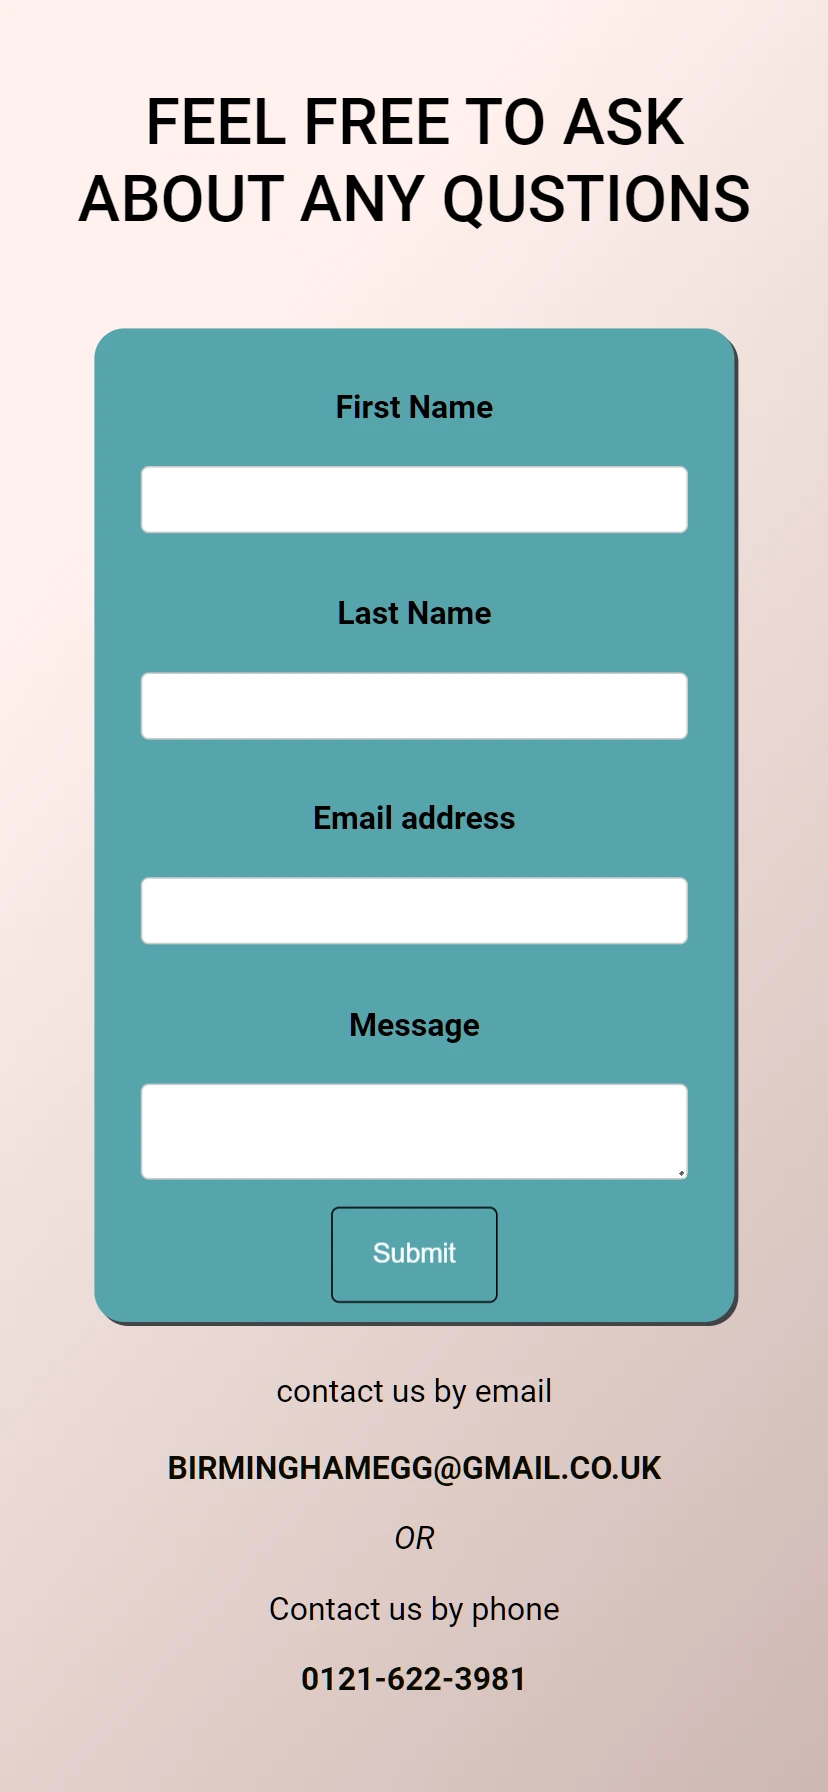 FEEL FREE TO ASK
ABOUT ANY QUSTIONS
First Name
Last Name
Email address
Message
Submit
contact us by email
BIRMINGHAMEGG@GMAIL.CO.UK
OR
Contact us by phone
0121-622-3981